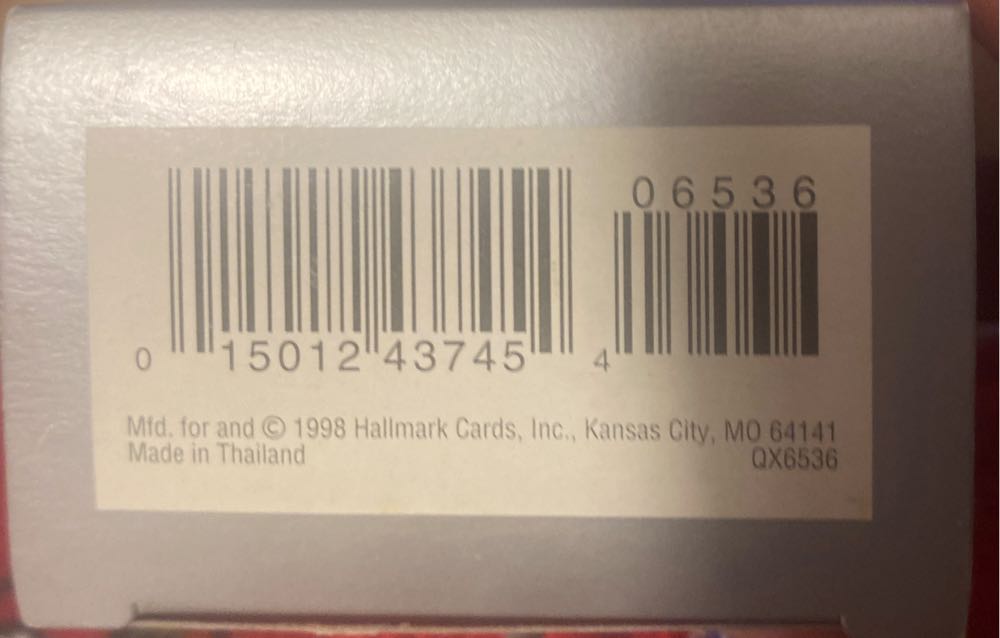 06536
0 15012 43745 4
Mfd. for and © 1998 Hallmark Cards, Inc., Kansas City, MO 64141
Made in Thailand QX6536